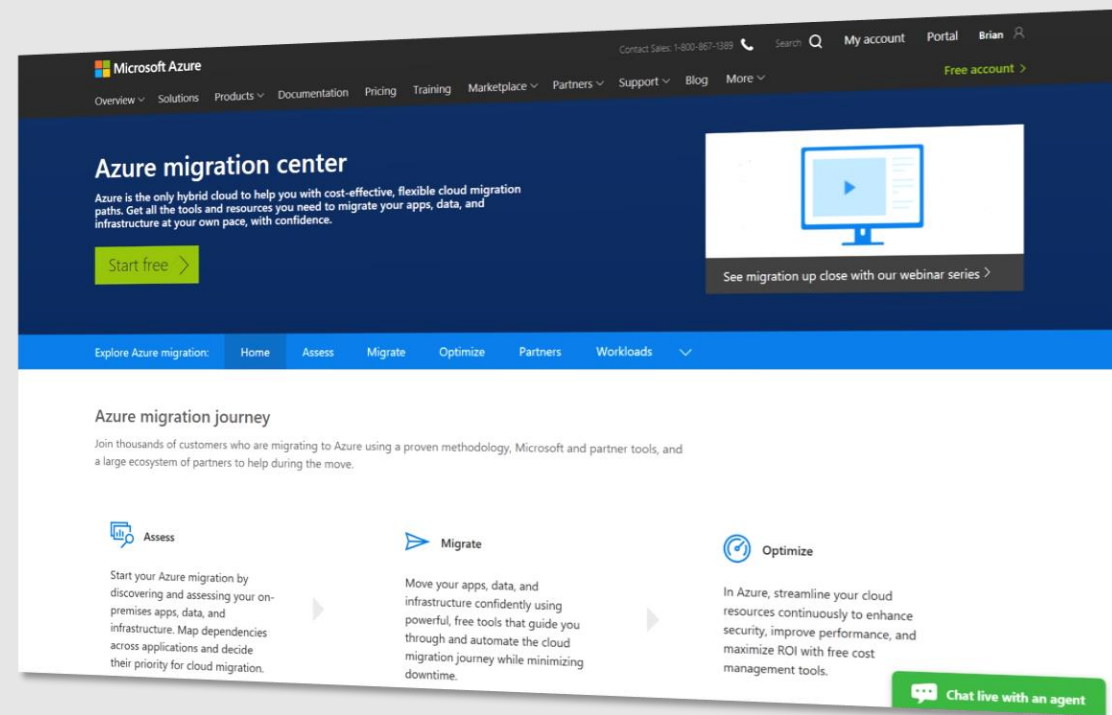 Contact Sales: 1-800-867-1389 Search My account Portal Brian
Microsoft Azure
Overview Solutions Products Documentation Pricing Training Marketplace Partners Support Blog More Free account >
Azure migration center
Azure is the only hybrid cloud to help you with cost-effective, flexible cloud migration
paths. Get all the tools and resources you need to migrate your apps, data, and
infrastructure at your own pace, with confidence.
Start free >
See migration up close with our webinar series >
Explore Azure migration: Home Assess Migrate Optimize Partners Workloads
Azure migration journey
Join thousands of customers who are migrating to Azure using a proven methodology, Microsoft and partner tools, and
a large ecosystem of partners to help during the move.
Assess
Start your Azure migration by
discovering and assessing your on-
premises apps, data, and
infrastructure. Map dependencies
across applications and decide
their priority for cloud migration.
Migrate
Move your apps, data, and
infrastructure confidently using
powerful, free tools that guide you
through and automate the cloud
migration journey while minimizing
downtime.
Optimize
In Azure, streamline your cloud
resources continuously to enhance
security, improve performance, and
maximize ROI with free cost
management tools.
Chat live with an agent